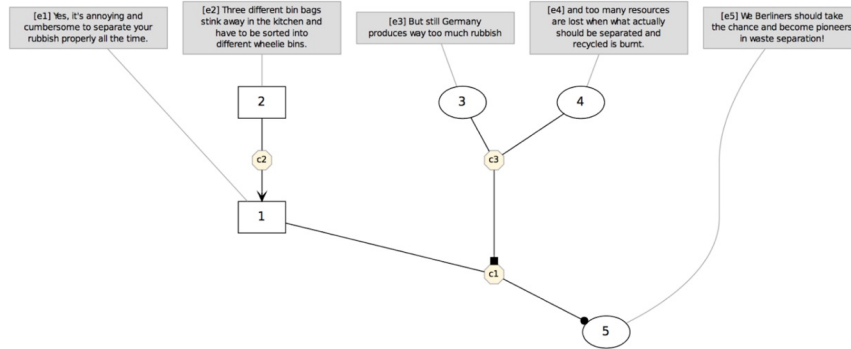 [e1] Yes, it's annoying and
cumbersome to separate your
rubbish properly all the time.
[e2] Three different bin bags
stink away in the kitchen and
have to be sorted into
different wheelie bins.
[e3] But still Germany
produces way too much rubbish
[e4] and too many resources
are lost when what actually
should be separated and
recycled is burnt.
[e5] We Berliners should take
the chance and become pioneers
in waste separation!
2
3
4
c2
c3
1
c1
5